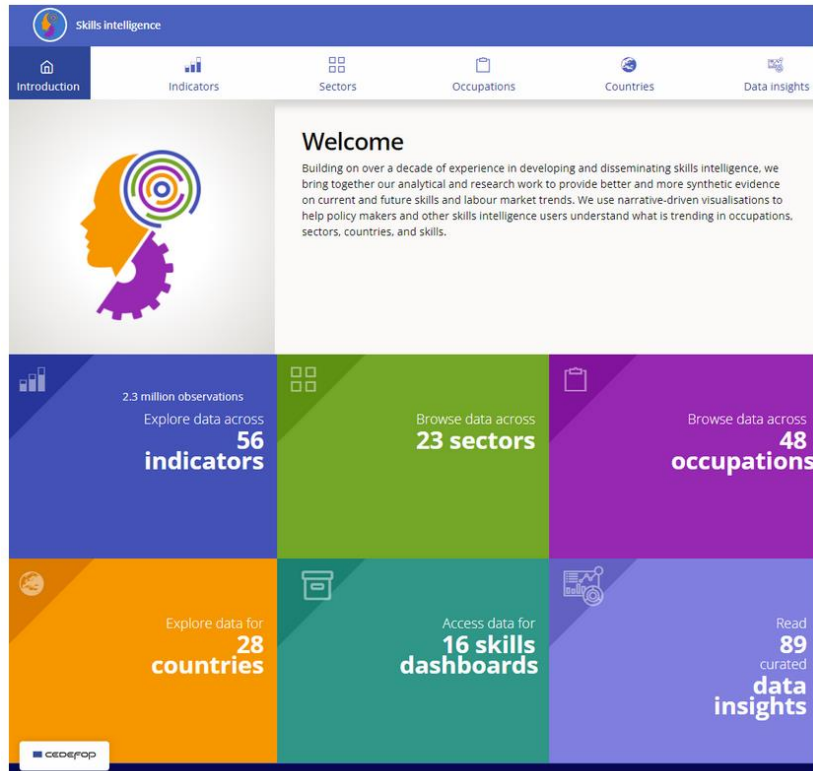 Skills intelligence
Introduction
Indicators
Sectors
Occupations
Countries
Data insights
Welcome
Building on over a decade of experience in developing and disseminating skills intelligence, we
bring together our analytical and research work to provide better and more synthetic evidence
on current and future skills and labour market trends. We use narrative-driven visualisations to
help policy makers and other skills intelligence users understand what is trending in occupations,
sectors, countries, and skills.
2.3 million observations
Explore data across
56
indicators
Browse data across
23 sectors
Browse data across
48
occupations
Explore data for
28
countries
Access data for
16 skills
dashboards
Read
89
curated
data
insights
CEDEFOP